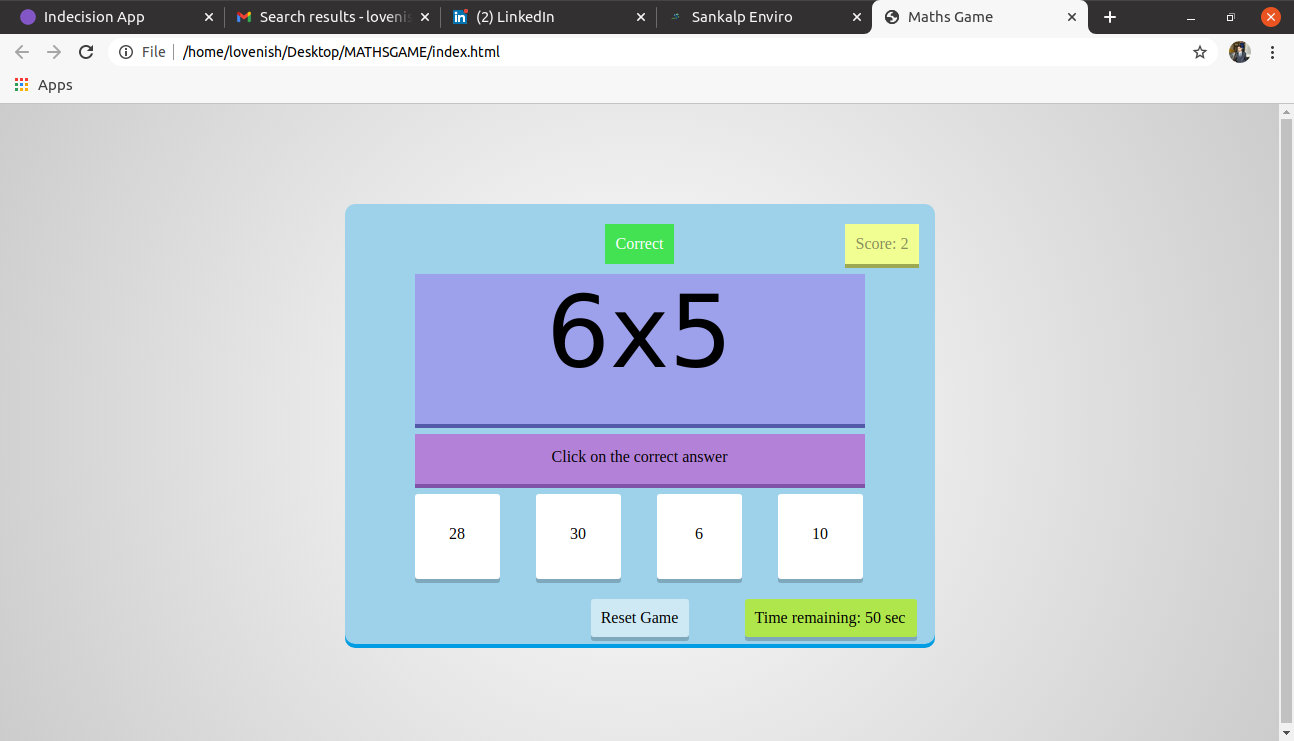 Indecision App
Search results - lovenis
(2) LinkedIn
Sankalp Enviro
Maths Game
File
/home/lovenish/Desktop/MATHSGAME/index.html
Apps
Correct
Score: 2
6x5
Click on the correct answer
28 30 6 10
Reset Game
Time remaining: 50 sec